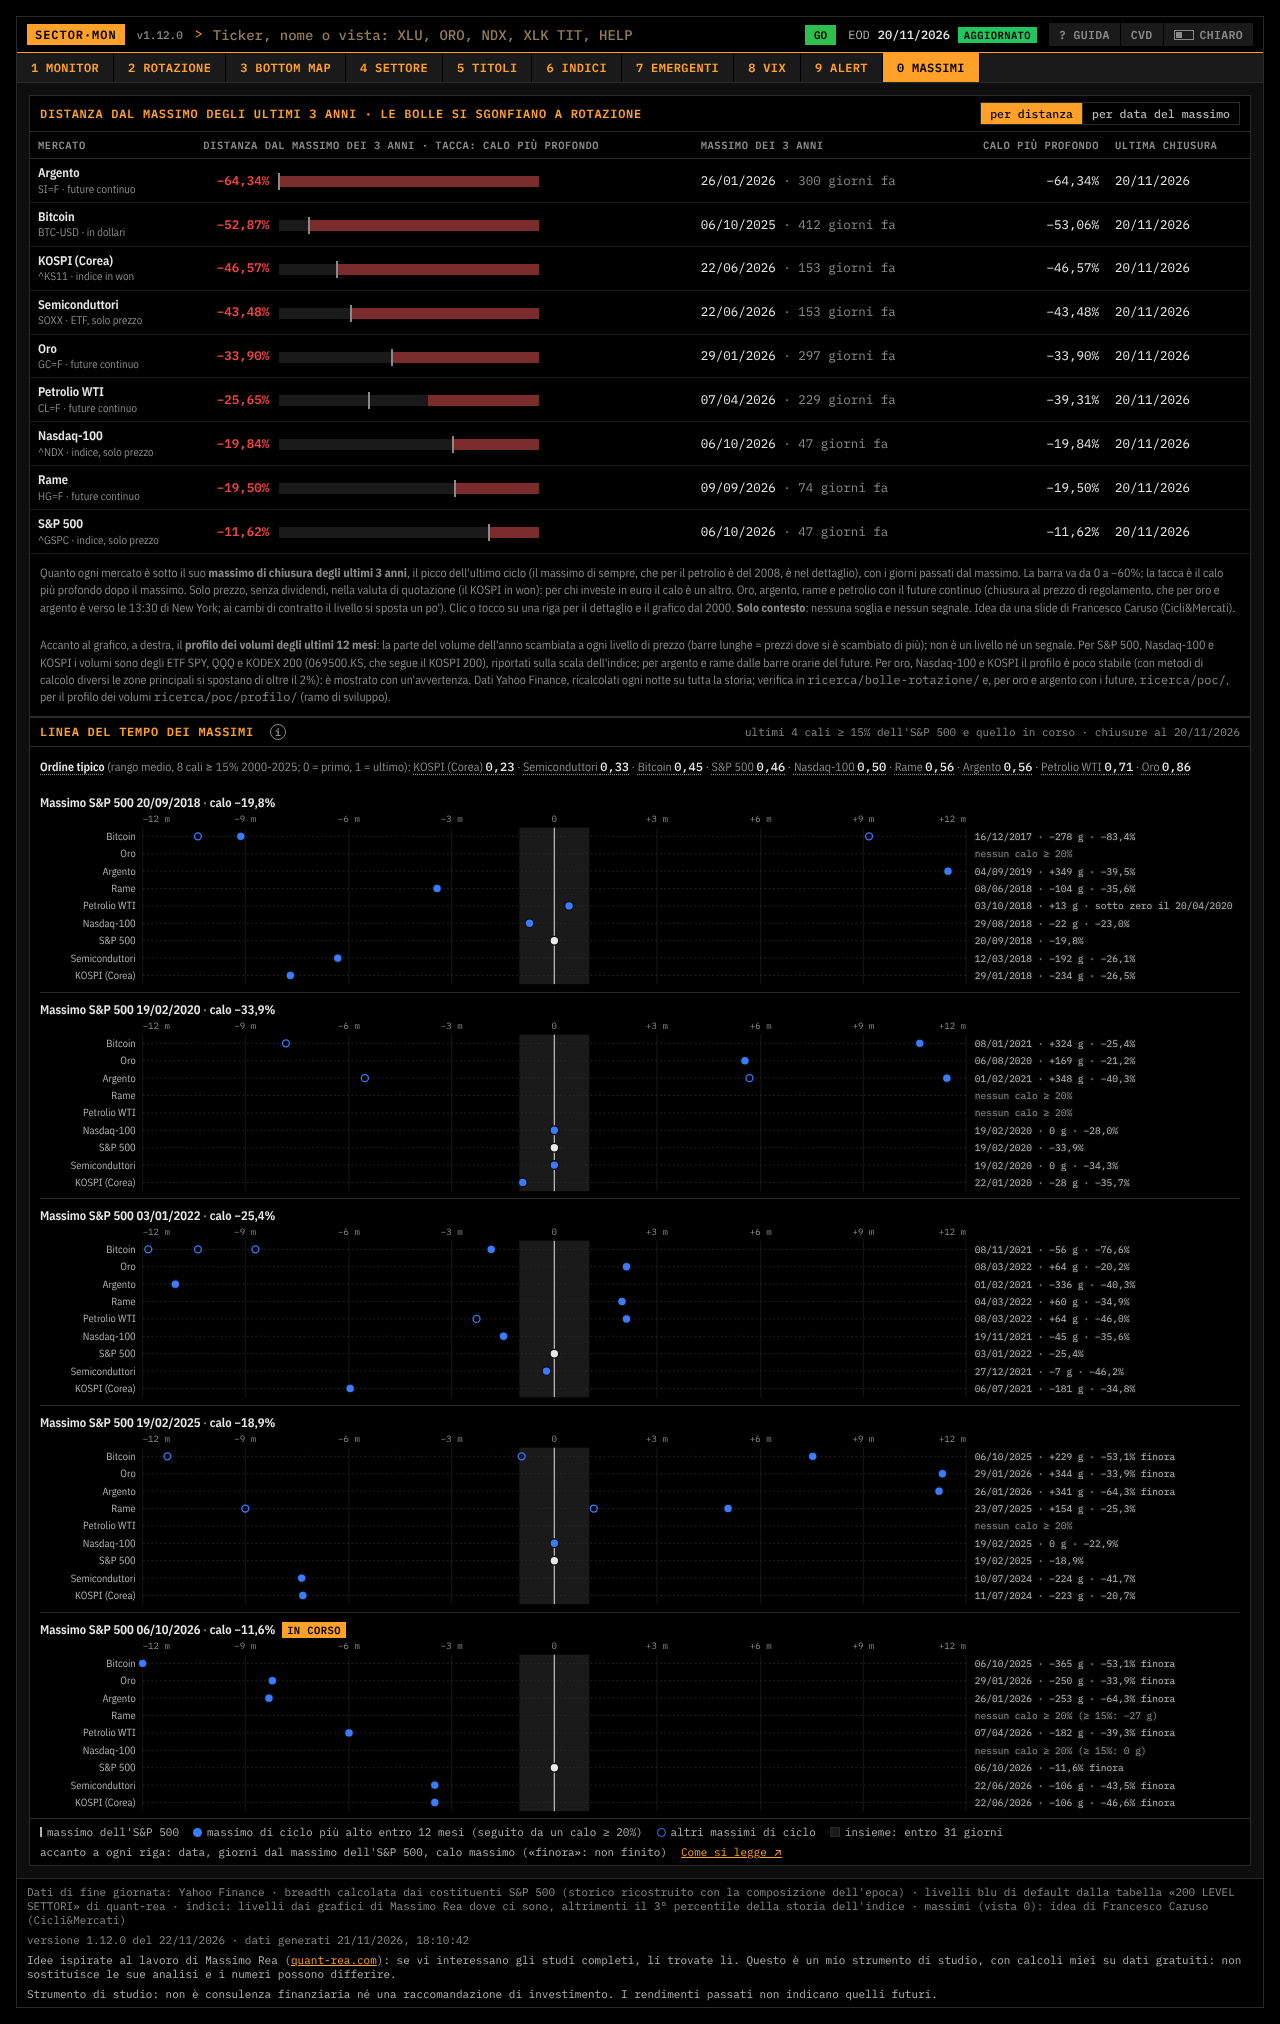 SECTOR·MON v1.12.0 > Ticker, nome o vista: XLU, ORO, NDX, XLK TIT, HELP GO EOD 20/11/2026 AGGIORNATO ? GUIDA CVD CHIARO
1 MONITOR 2 ROTAZIONE 3 BOTTOM MAP 4 SETTORE 5 TITOLI 6 INDICI 7 EMERGENTI 8 VIX 9 ALERT 0 MASSIMI
DISTANZA DAL MASSIMO DEGLI ULTIMI 3 ANNI · LE BOLLE SI SGONFIANO A ROTAZIONE per distanza per data del massimo
MERCATO DISTANZA DAL MASSIMO DEI 3 ANNI · TACCA: CALO PIÙ PROFONDO MASSIMO DEI 3 ANNI CALO PIÙ PROFONDO ULTIMA CHIUSURA
Argento
SI=F · future continuo
−64,34% 26/01/2026 · 300 giorni fa −64,34% 20/11/2026
Bitcoin
BTC-USD · in dollari
−52,87% 06/10/2025 · 412 giorni fa −53,06% 20/11/2026
KOSPI (Corea)
^KS11 · indice in won
−46,57% 22/06/2026 · 153 giorni fa −46,57% 20/11/2026
Semiconduttori
SOXX · ETF, solo prezzo
−43,48% 22/06/2026 · 153 giorni fa −43,48% 20/11/2026
Oro
GC=F · future continuo
−33,90% 29/01/2026 · 297 giorni fa −33,90% 20/11/2026
Petrolio WTI
CL=F · future continuo
−25,65% 07/04/2026 · 229 giorni fa −39,31% 20/11/2026
Nasdaq-100
^NDX · indice, solo prezzo
−19,84% 06/10/2026 · 47 giorni fa −19,84% 20/11/2026
Rame
HG=F · future continuo
−19,50% 09/09/2026 · 74 giorni fa −19,50% 20/11/2026
S&P 500
^GSPC · indice, solo prezzo
−11,62% 06/10/2026 · 47 giorni fa −11,62% 20/11/2026
Quanto ogni mercato è sotto il suo massimo di chiusura degli ultimi 3 anni, il picco dell'ultimo ciclo (il massimo di sempre, che per il petrolio è del 2008, è nel dettaglio), con i giorni passati dal massimo. La barra va da 0 a −60%; la tacca è il calo
più profondo dopo il massimo. Solo prezzo, senza dividendi, nella valuta di quotazione (il KOSPI in won): per chi investe in euro il calo è un altro. Oro, argento, rame e petrolio con il future continuo (chiusura al prezzo di regolamento, che per oro e
argento è verso le 13:30 di New York; ai cambi di contratto il livello si sposta un po'). Clic o tocco su una riga per il dettaglio e il grafico dal 2000. Solo contesto: nessuna soglia e nessun segnale. Idea da una slide di Francesco Caruso (Cicli&Mercati).
Accanto al grafico, a destra, il profilo dei volumi degli ultimi 12 mesi: la parte del volume dell'anno scambiata a ogni livello di prezzo (barre lunghe = prezzi dove si è scambiato di più); non è un livello né un segnale. Per S&P 500, Nasdaq-100 e
KOSPI i volumi sono degli ETF SPY, QQQ e KODEX 200 (069500.KS, che segue il KOSPI 200), riportati sulla scala dell'indice; per argento e rame dalle barre orarie del future. Per oro, Nasdaq-100 e KOSPI il profilo è poco stabile (con metodi di
calcolo diversi le zone principali si spostano di oltre il 2%): è mostrato con un'avvertenza. Dati Yahoo Finance, ricalcolati ogni notte su tutta la storia; verifica in ricerca/bolle-rotazione/ e, per oro e argento con i futures, ricerca/poc/,
per il profilo dei volumi ricerca/poc/profilo/ (ramo di sviluppo).
LINEA DEL TEMPO DEI MASSIMI i ultimi 4 cali ≥ 15% dell'S&P 500 e quello in corso · chiusure al 20/11/2026
Ordine tipico (rango medio, 8 cali ≥ 15% 2000-2025; 0 = primo, 1 = ultimo): KOSPI (Corea) 0,23 · Semiconduttori 0,33 · Bitcoin 0,45 · S&P 500 0,46 · Nasdaq-100 0,50 · Rame 0,56 · Argento 0,56 · Petrolio WTI 0,71 · Oro 0,86
Massimo S&P 500 20/09/2018 · calo −19,8%
−12 m −9 m −6 m −3 m 0 +3 m +6 m +9 m +12 m
Bitcoin 16/12/2017 · −278 g · −83,4%
Oro nessun calo ≥ 20%
Argento 04/09/2019 · +349 g · −39,5%
Rame 08/06/2018 · −104 g · −35,6%
Petrolio WTI 03/10/2018 · +13 g · sotto zero il 20/04/2020
Nasdaq-100 29/08/2018 · −22 g · −23,0%
S&P 500 20/09/2018 · −19,8%
Semiconduttori 12/03/2018 · −192 g · −26,1%
KOSPI (Corea) 29/01/2018 · −234 g · −26,5%
Massimo S&P 500 19/02/2020 · calo −33,9%
−12 m −9 m −6 m −3 m 0 +3 m +6 m +9 m +12 m
Bitcoin 08/01/2021 · +324 g · −25,4%
Oro 06/08/2020 · +169 g · −21,2%
Argento 01/02/2021 · +348 g · −40,3%
Rame nessun calo ≥ 20%
Petrolio WTI nessun calo ≥ 20%
Nasdaq-100 19/02/2020 · 0 g · −28,0%
S&P 500 19/02/2020 · −33,9%
Semiconduttori 19/02/2020 · 0 g · −34,3%
KOSPI (Corea) 22/01/2020 · −28 g · −35,7%
Massimo S&P 500 03/01/2022 · calo −25,4%
−12 m −9 m −6 m −3 m 0 +3 m +6 m +9 m +12 m
Bitcoin 08/11/2021 · −56 g · −76,6%
Oro 08/03/2022 · +64 g · −20,2%
Argento 01/02/2021 · −336 g · −40,3%
Rame 04/03/2022 · +60 g · −34,9%
Petrolio WTI 08/03/2022 · +64 g · −46,0%
Nasdaq-100 19/11/2021 · −45 g · −35,6%
S&P 500 03/01/2022 · −25,4%
Semiconduttori 27/12/2021 · −7 g · −46,2%
KOSPI (Corea) 06/07/2021 · −181 g · −34,8%
Massimo S&P 500 19/02/2025 · calo −18,9%
−12 m −9 m −6 m −3 m 0 +3 m +6 m +9 m +12 m
Bitcoin 06/10/2025 · +229 g · −53,1% finora
Oro 29/01/2026 · +344 g · −33,9% finora
Argento 26/01/2026 · +341 g · −64,3% finora
Rame 23/07/2025 · +154 g · −25,3%
Petrolio WTI nessun calo ≥ 20%
Nasdaq-100 19/02/2025 · 0 g · −22,9%
S&P 500 19/02/2025 · −18,9%
Semiconduttori 10/07/2024 · −224 g · −41,7%
KOSPI (Corea) 11/07/2024 · −223 g · −20,7%
Massimo S&P 500 06/10/2026 · calo −11,6% IN CORSO
−12 m −9 m −6 m −3 m 0 +3 m +6 m +9 m +12 m
Bitcoin 06/10/2025 · −365 g · −53,1% finora
Oro 29/01/2026 · −250 g · −33,9% finora
Argento 26/01/2026 · −253 g · −64,3% finora
Rame nessun calo ≥ 20% (≥ 15%: −27 g)
Petrolio WTI 07/04/2026 · −182 g · −39,3% finora
Nasdaq-100 nessun calo ≥ 20% (≥ 15%: 0 g)
S&P 500 06/10/2026 · −11,6% finora
Semiconduttori 22/06/2026 · −106 g · −43,5% finora
KOSPI (Corea) 22/06/2026 · −106 g · −46,6% finora
massimo dell'S&P 500 massimo di ciclo più alto entro 12 mesi (seguito da un calo ≥ 20%) altri massimi di ciclo insieme: entro 31 giorni
accanto a ogni riga: data, giorni dal massimo dell'S&P 500, calo massimo («finora»: non finito) Come si legge ↗
Dati di fine giornata: Yahoo Finance · breadth calcolata dai costituenti S&P 500 (storico ricostruito con la composizione dell'epoca) · livelli blu di default dalla tabella «200 LEVEL
SETTORI» di quant-rea · indici: livelli dai grafici di Massimo Rea dove ci sono, altrimenti il 3° percentile della storia dell'indice · massimi (vista 0): idea di Francesco Caruso
(Cicli&Mercati)
versione 1.12.0 del 22/11/2026 · dati generati 21/11/2026, 18:10:42
Idee ispirate al lavoro di Massimo Rea (quant-rea.com): se vi interessano gli studi completi, li trovate lì. Questo è un mio strumento di studio, con calcoli miei su dati gratuiti: non
sostituisce le sue analisi e i numeri possono differire.
Strumento di studio: non è consulenza finanziaria né una raccomandazione di investimento. I rendimenti passati non indicano quelli futuri.